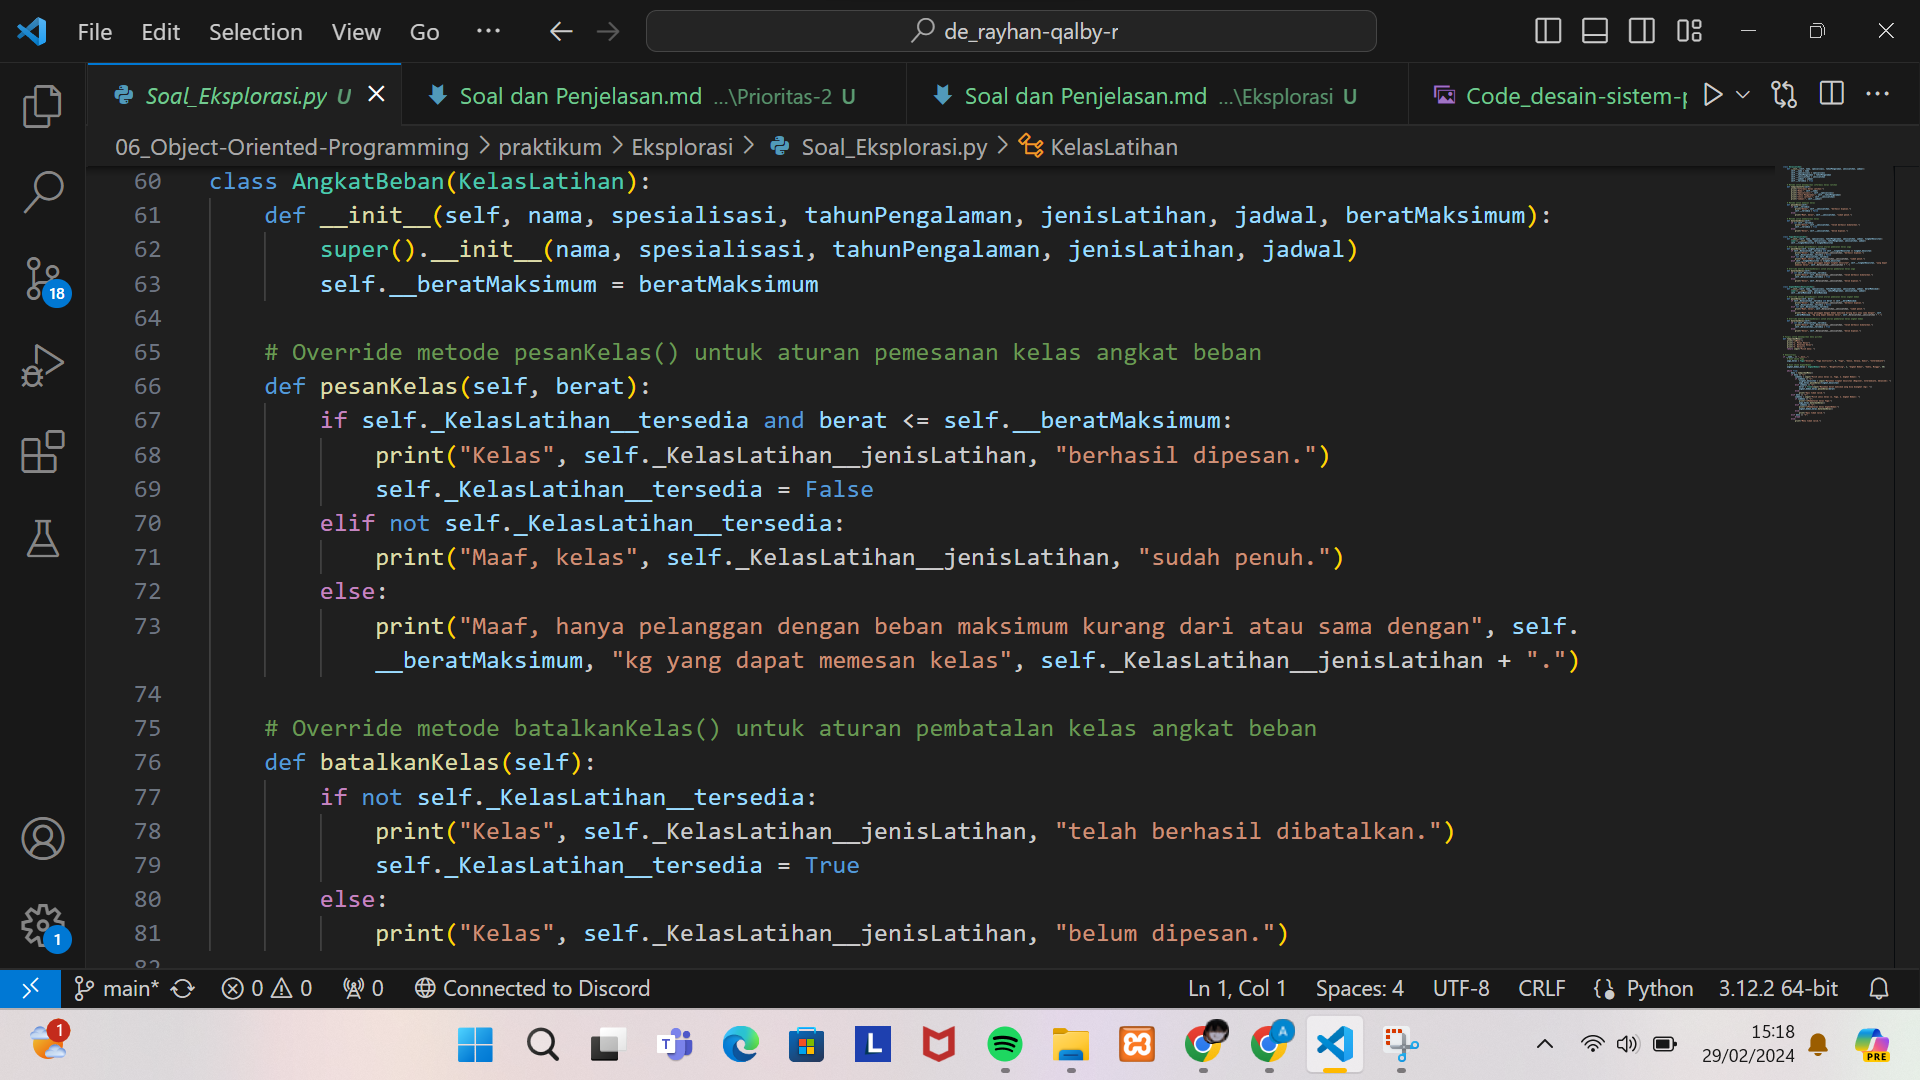 File Edit Selection View Go ···
de_rayhan-qalby-r
Soal_Eksplorasi.py U
Soal dan Penjelasan.md ...\Prioritas-2 U
Soal dan Penjelasan.md ...\Eksplorasi U
Code_desain-sistem-p
06_Object-Oriented-Programming > praktikum > Eksplorasi > Soal_Eksplorasi.py > KelasLatihan
60 class AngkatBeban(KelasLatihan):
61 def __init__(self, nama, spesialisasi, tahunPengalaman, jenisLatihan, jadwal, beratMaksimum):
62 super().__init__(nama, spesialisasi, tahunPengalaman, jenisLatihan, jadwal)
63 self.__beratMaksimum = beratMaksimum
64
65 # Override metode pesanKelas() untuk aturan pemesanan kelas angkat beban
66 def pesanKelas(self, berat):
67 if self._KelasLatihan__tersedia and berat <= self.__beratMaksimum:
68 print("Kelas", self._KelasLatihan__jenisLatihan, "berhasil dipesan.")
69 self._KelasLatihan__tersedia = False
70 elif not self._KelasLatihan__tersedia:
71 print("Maaf, kelas", self._KelasLatihan__jenisLatihan, "sudah penuh.")
72 else:
73 print("Maaf, hanya pelanggan dengan beban maksimum kurang dari atau sama dengan", self.
__beratMaksimum, "kg yang dapat memesan kelas", self._KelasLatihan__jenisLatihan + ".")
74
75 # Override metode batalkanKelas() untuk aturan pembatalan kelas angkat beban
76 def batalkanKelas(self):
77 if not self._KelasLatihan__tersedia:
78 print("Kelas", self._KelasLatihan__jenisLatihan, "telah berhasil dibatalkan.")
79 self._KelasLatihan__tersedia = True
80 else:
81 print("Kelas", self._KelasLatihan__jenisLatihan, "belum dipesan.")
82
18
1
main* 0 0 0 Connected to Discord Ln 1, Col 1 Spaces: 4 UTF-8 CRLF Python 3.12.2 64-bit
1
T
L
A
15:18
29/02/2024
PRE